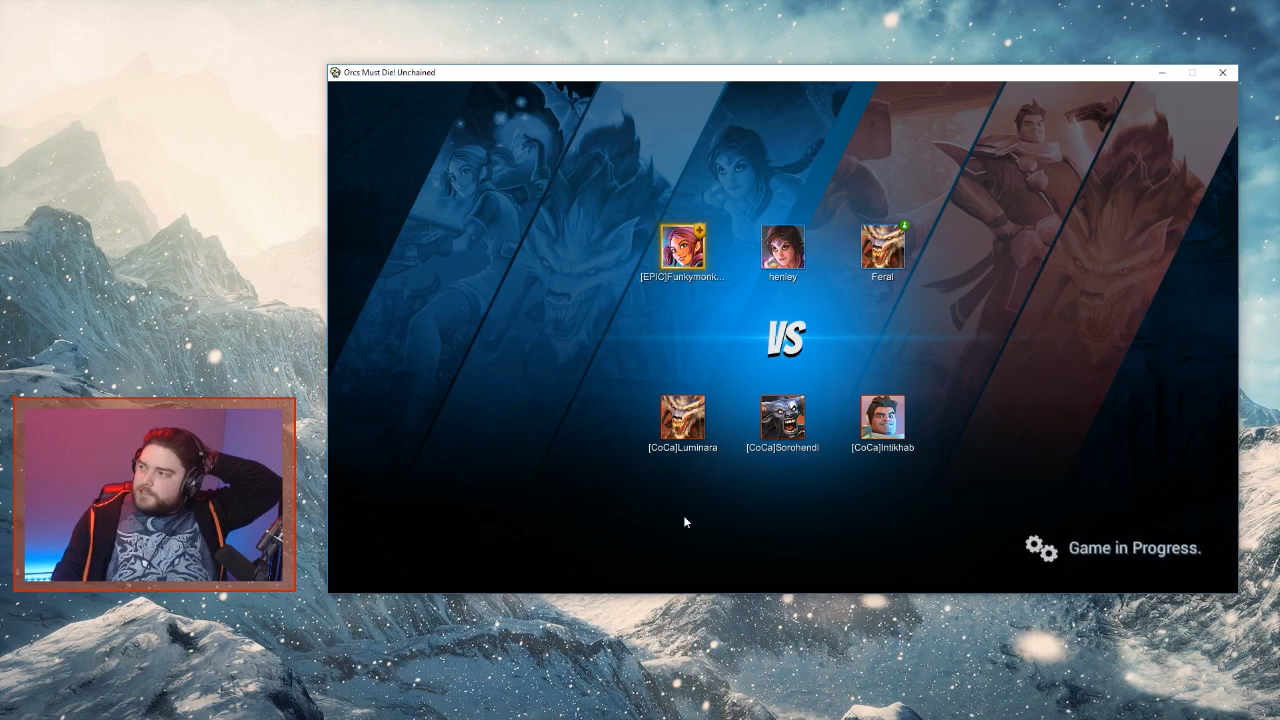 Orcs Must Die! Unchained
[EPIC]Funkymonk...
henley
Feral
VS
[CoCa]Luminara
[CoCa]Sorohendi
[CoCa]Intikhab
Game in Progress.